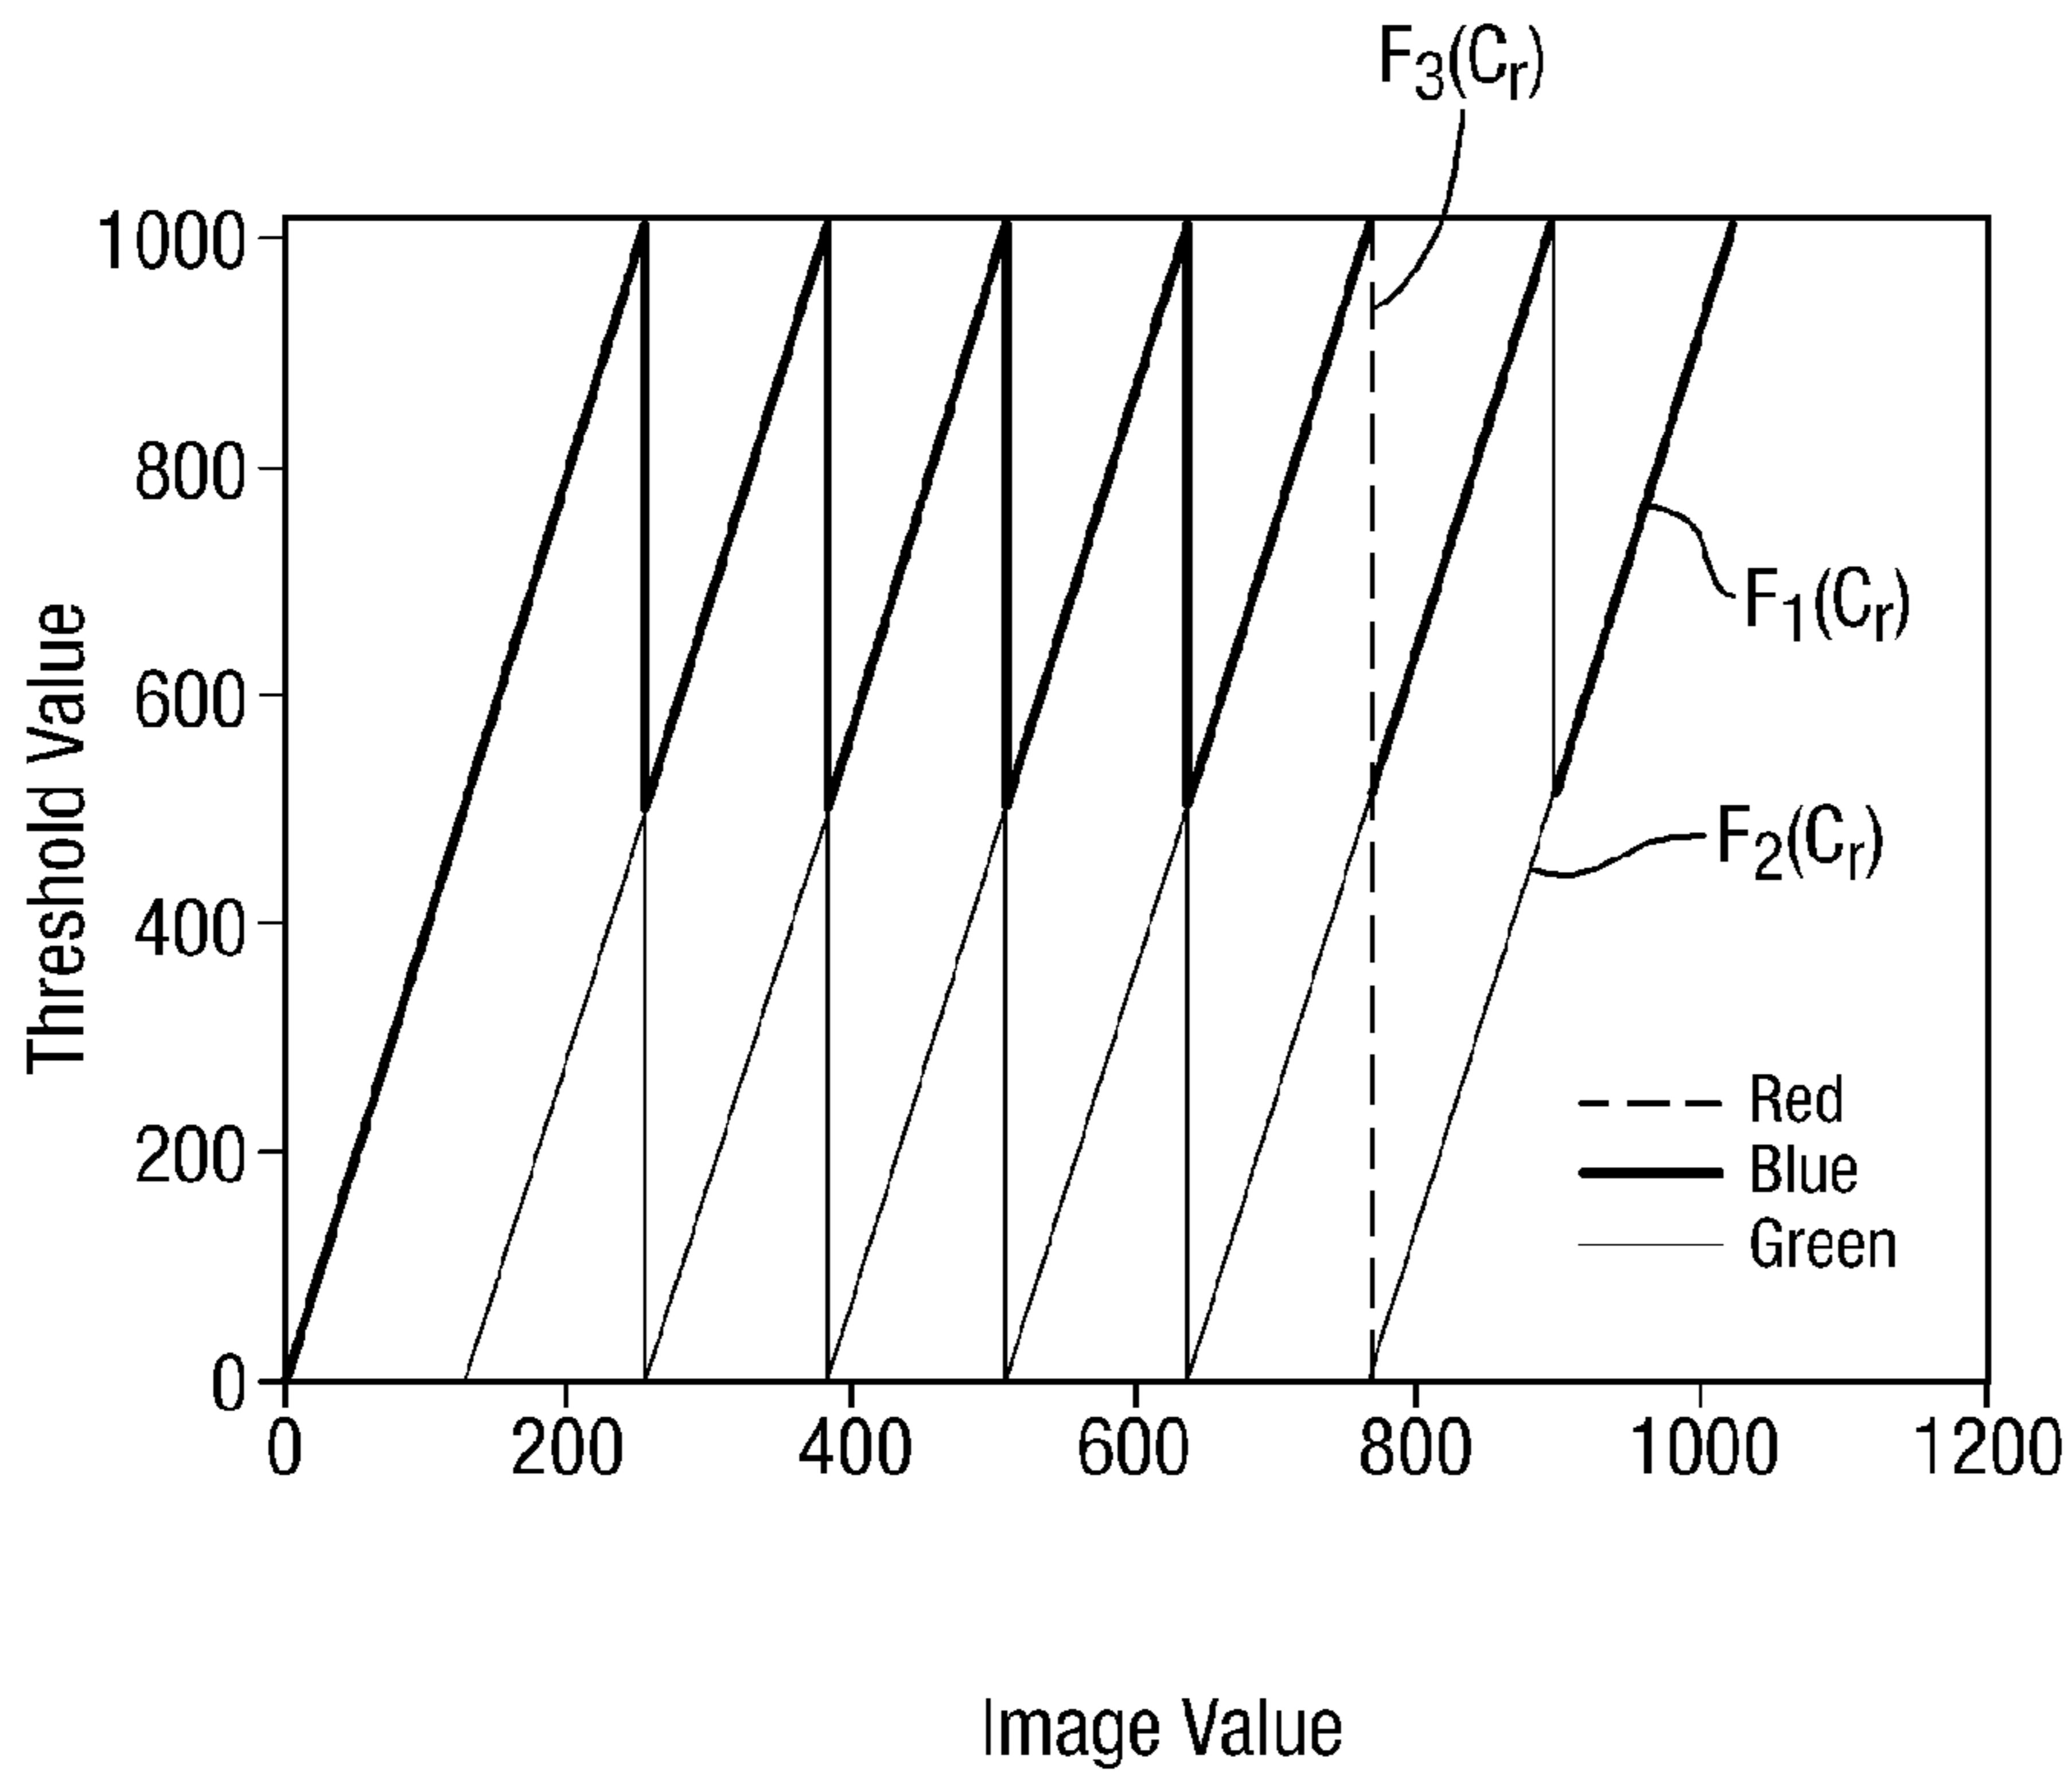 F3(Cr)
1000
800
600
400
200
0
Threshold Value
F1(Cr)
F2(Cr)
Red
Blue
Green
0 200 400 600 800 1000 1200
Image Value